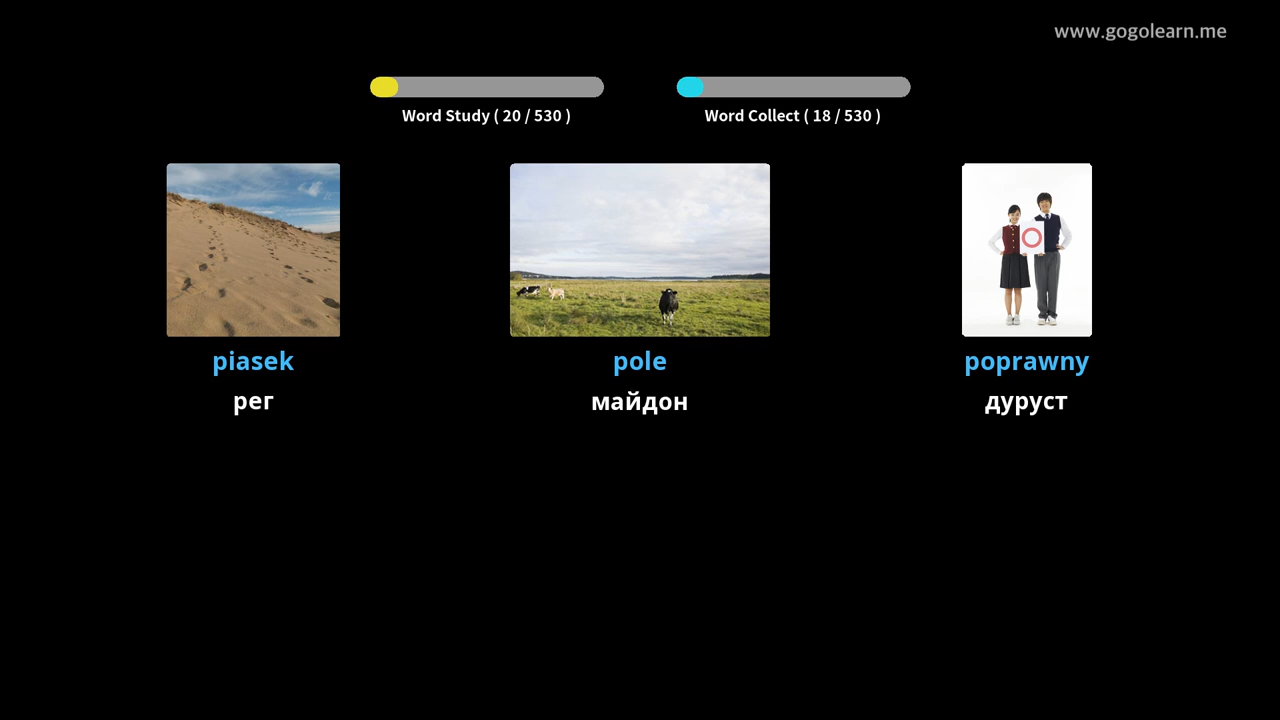 www.gogolearn.me
Word Study ( 20 / 530 )
Word Collect ( 18 / 530 )
piasek
pole
poprawny
рег
майдон
дуруст